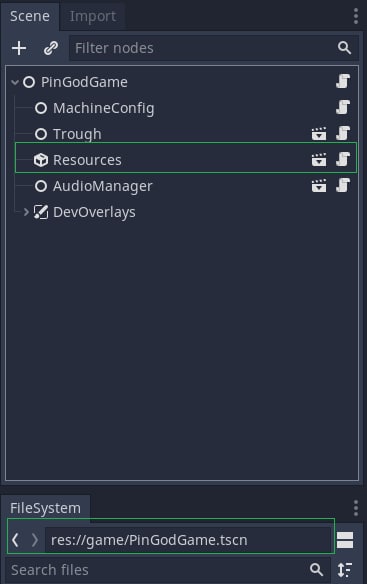 Scene Import
Filter nodes
PinGodGame
MachineConfig
Trough
Resources
AudioManager
DevOverlays
FileSystem
res://game/PinGodGame.tscn
Search files